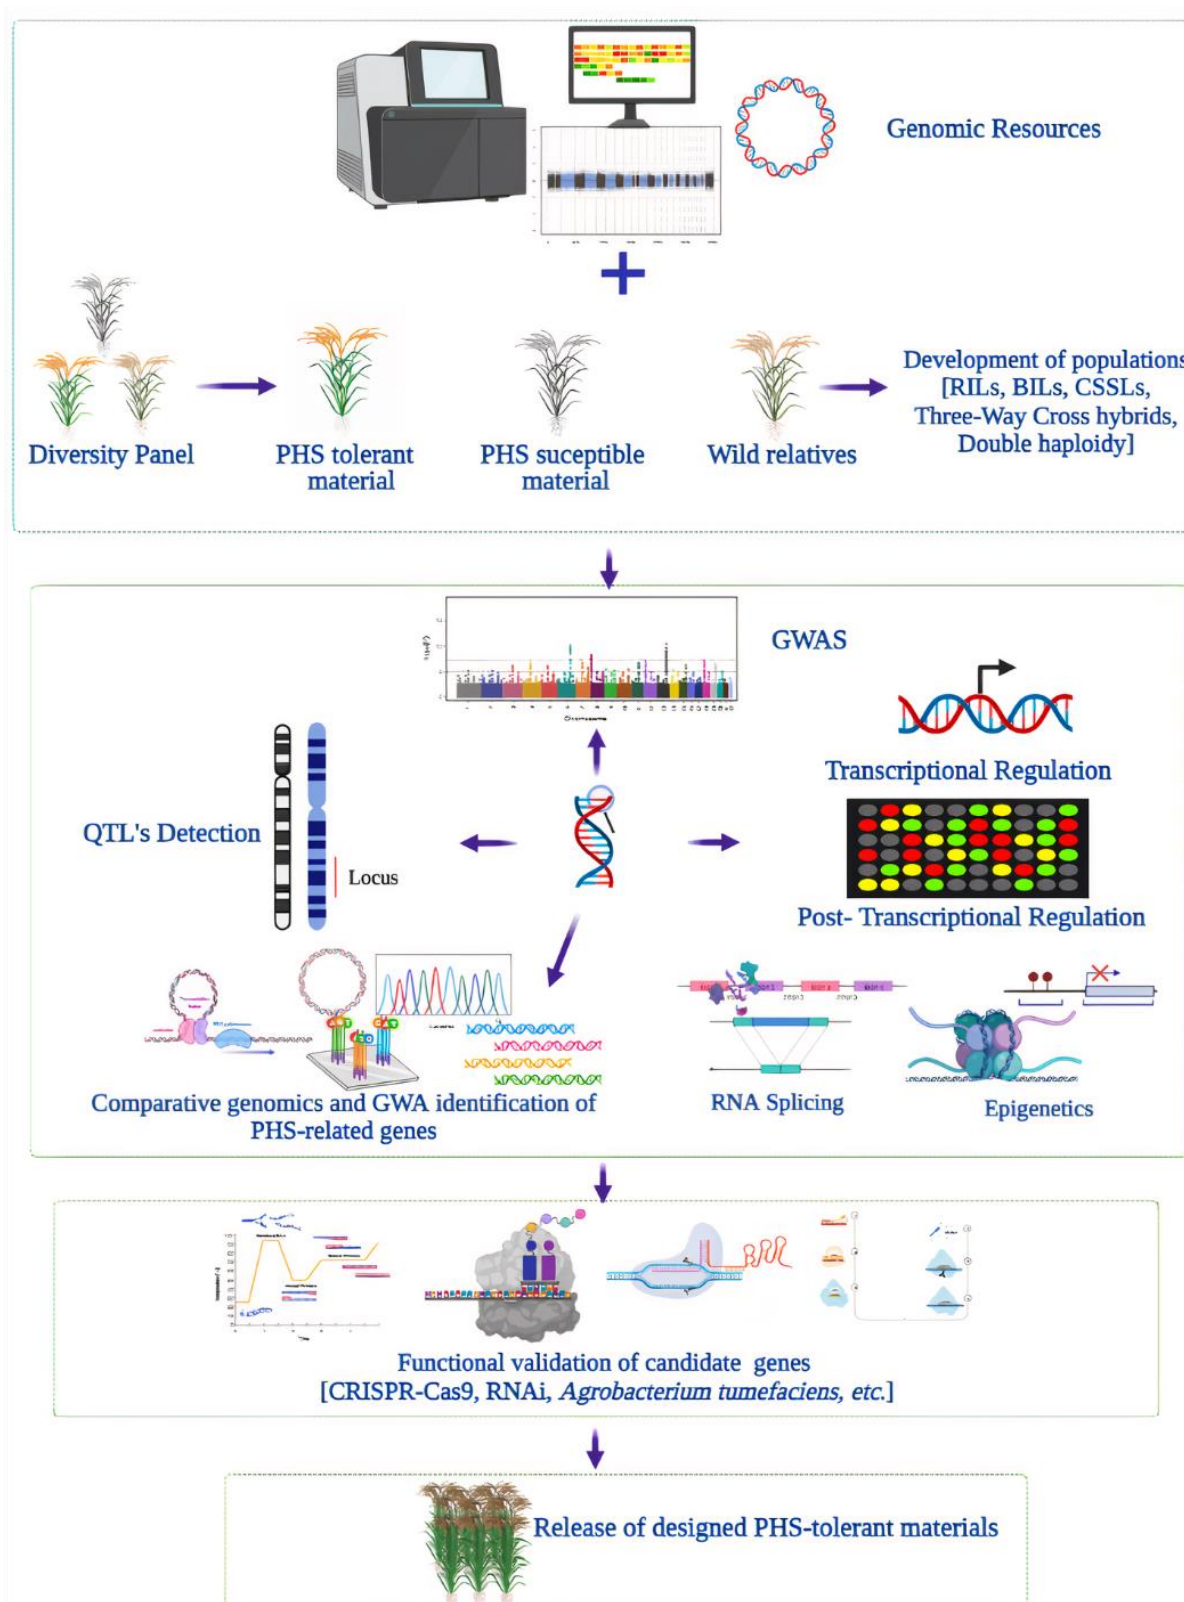 Genomic Resources
Development of populations
[RILs, BILs, CSSLs,
Three-Way Cross hybrids,
Double haploidy]
Diversity Panel
PHS tolerant
material
PHS suceptible
material
Wild relatives
GWAS
Transcriptional Regulation
QTL's Detection
Locus
Post- Transcriptional Regulation
Comparative genomics and GWA identification of
PHS-related genes
RNA Splicing
Epigenetics
Functional validation of candidate genes
[CRISPR-Cas9, RNAi, Agrobacterium tumefaciens, etc.]
Release of designed PHS-tolerant materials